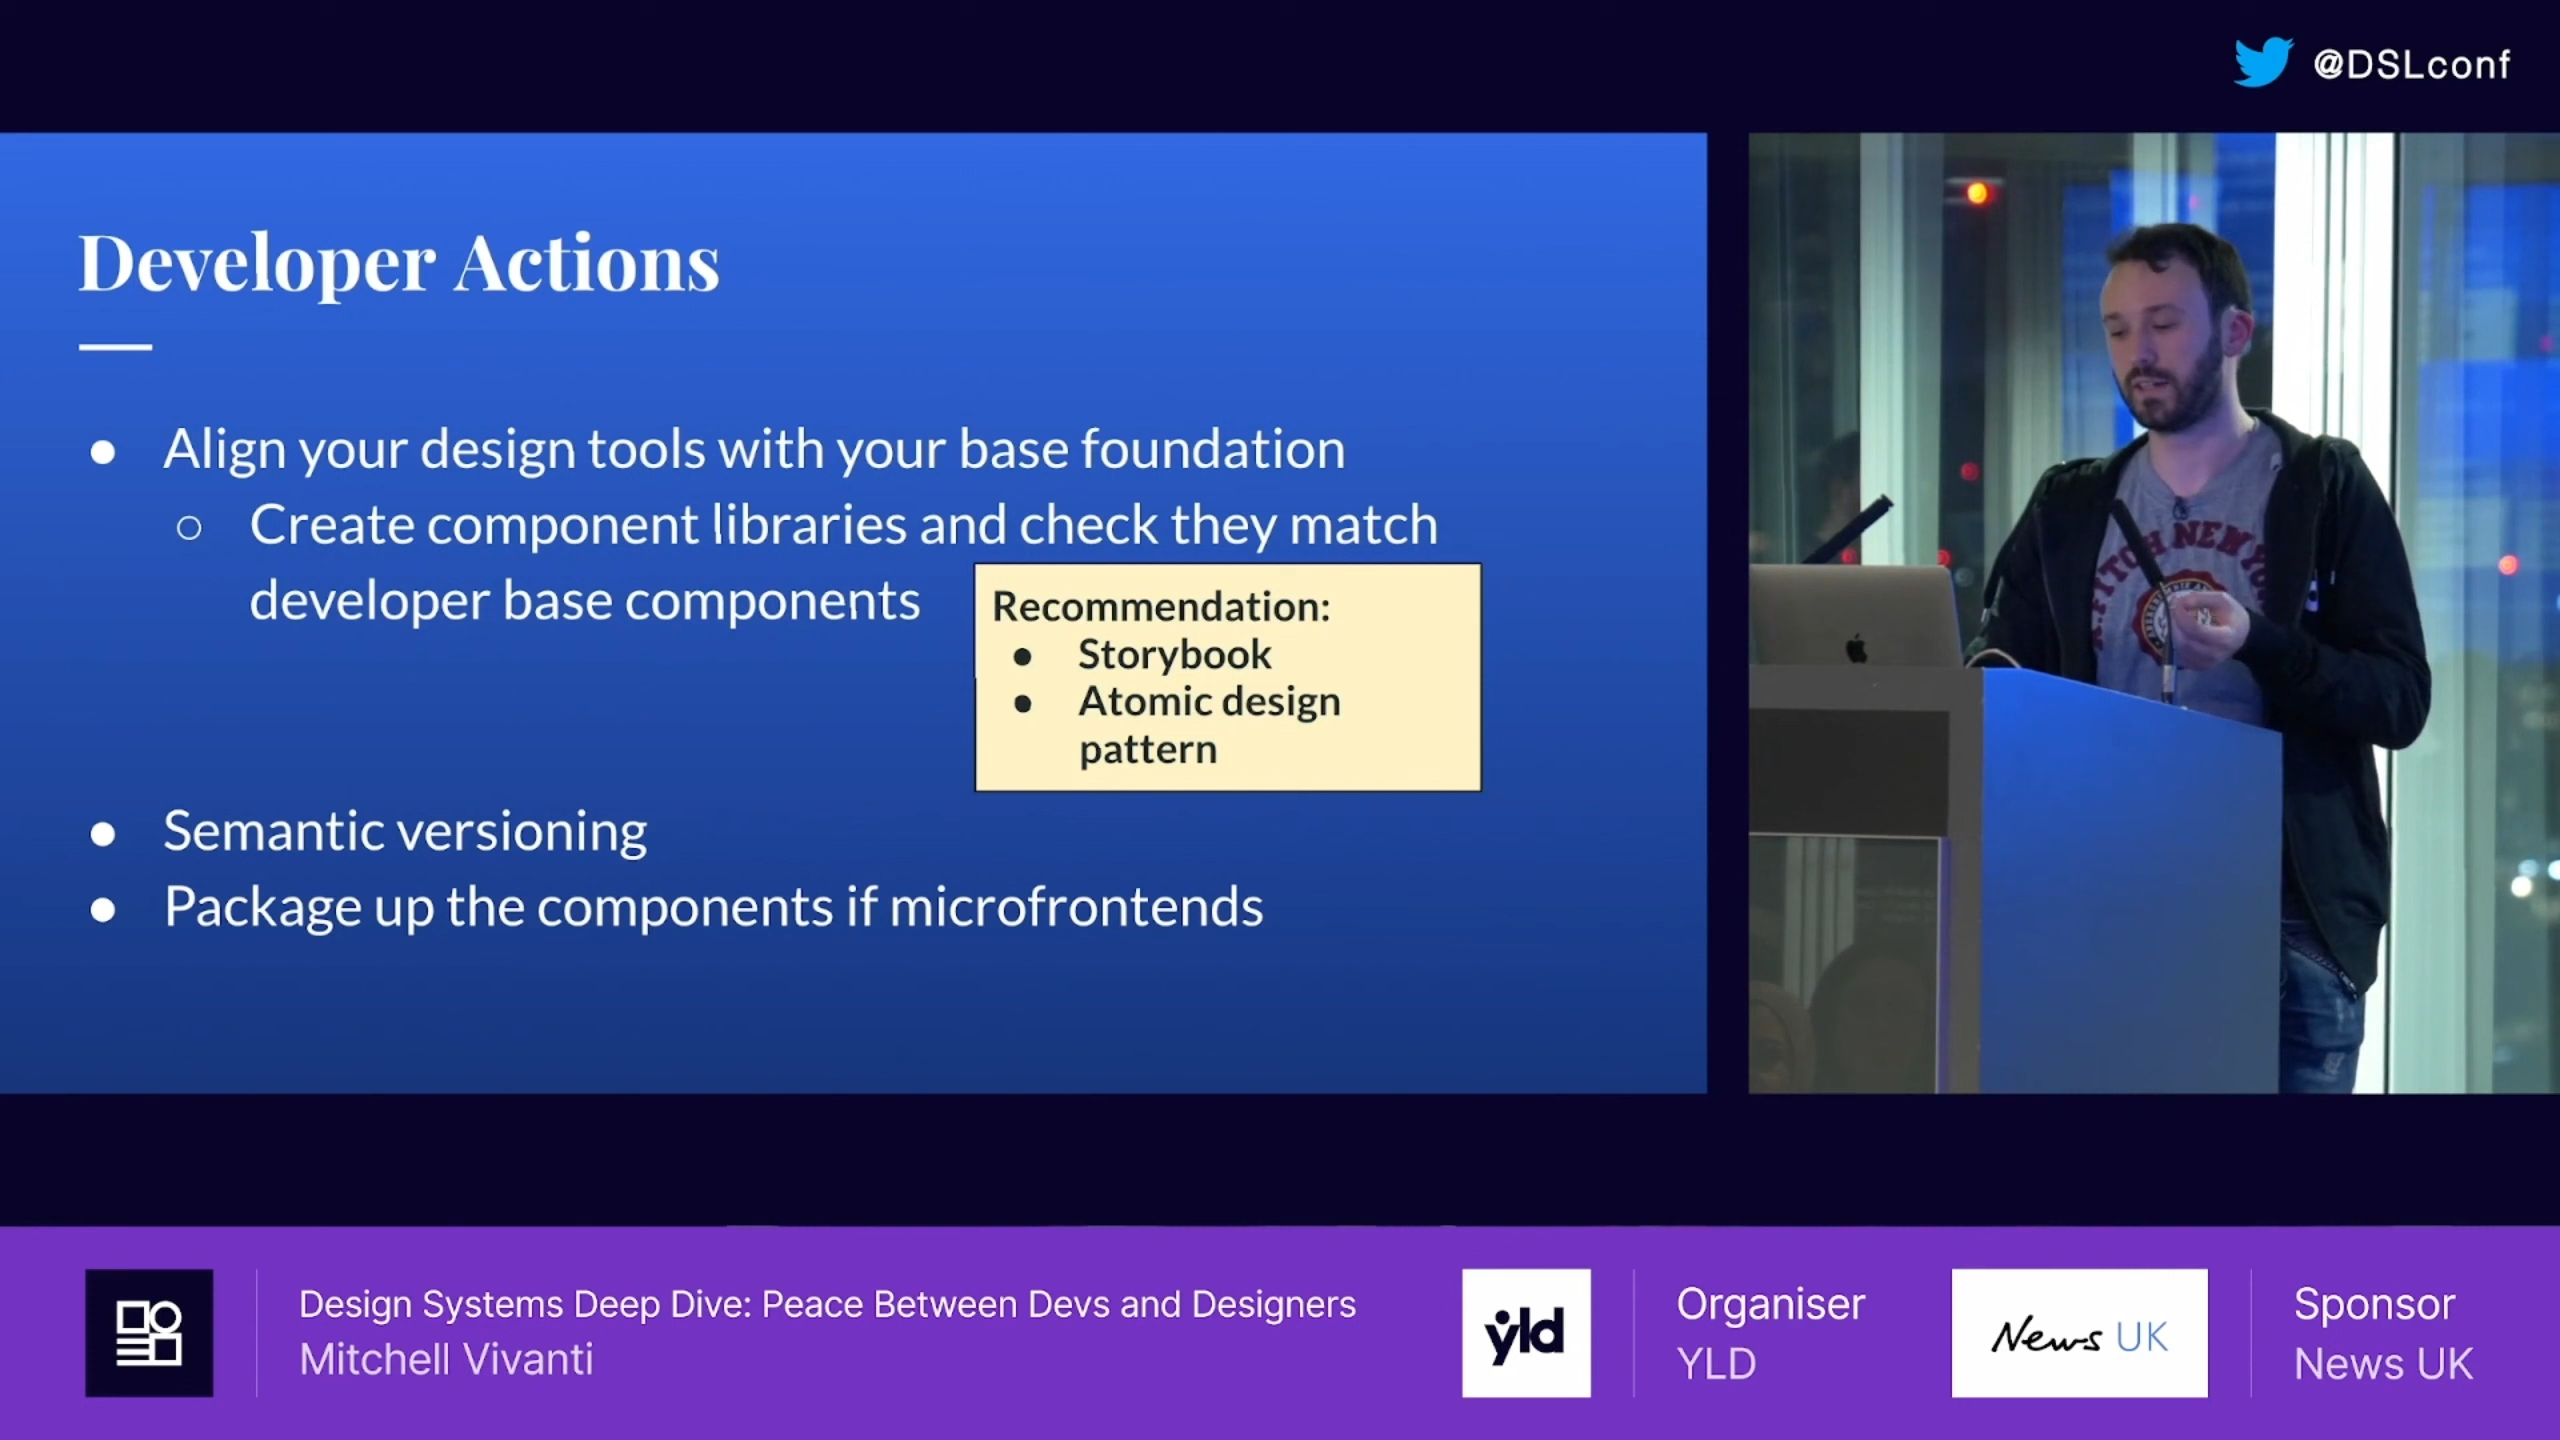 @DSLconf
Developer Actions
● Align your design tools with your base foundation
○ Create component libraries and check they match
developer base components
Recommendation:
● Storybook
● Atomic design
pattern
● Semantic versioning
● Package up the components if microfrontends
Design Systems Deep Dive: Peace Between Devs and Designers
Mitchell Vivanti
yld
Organiser
YLD
News UK
Sponsor
News UK